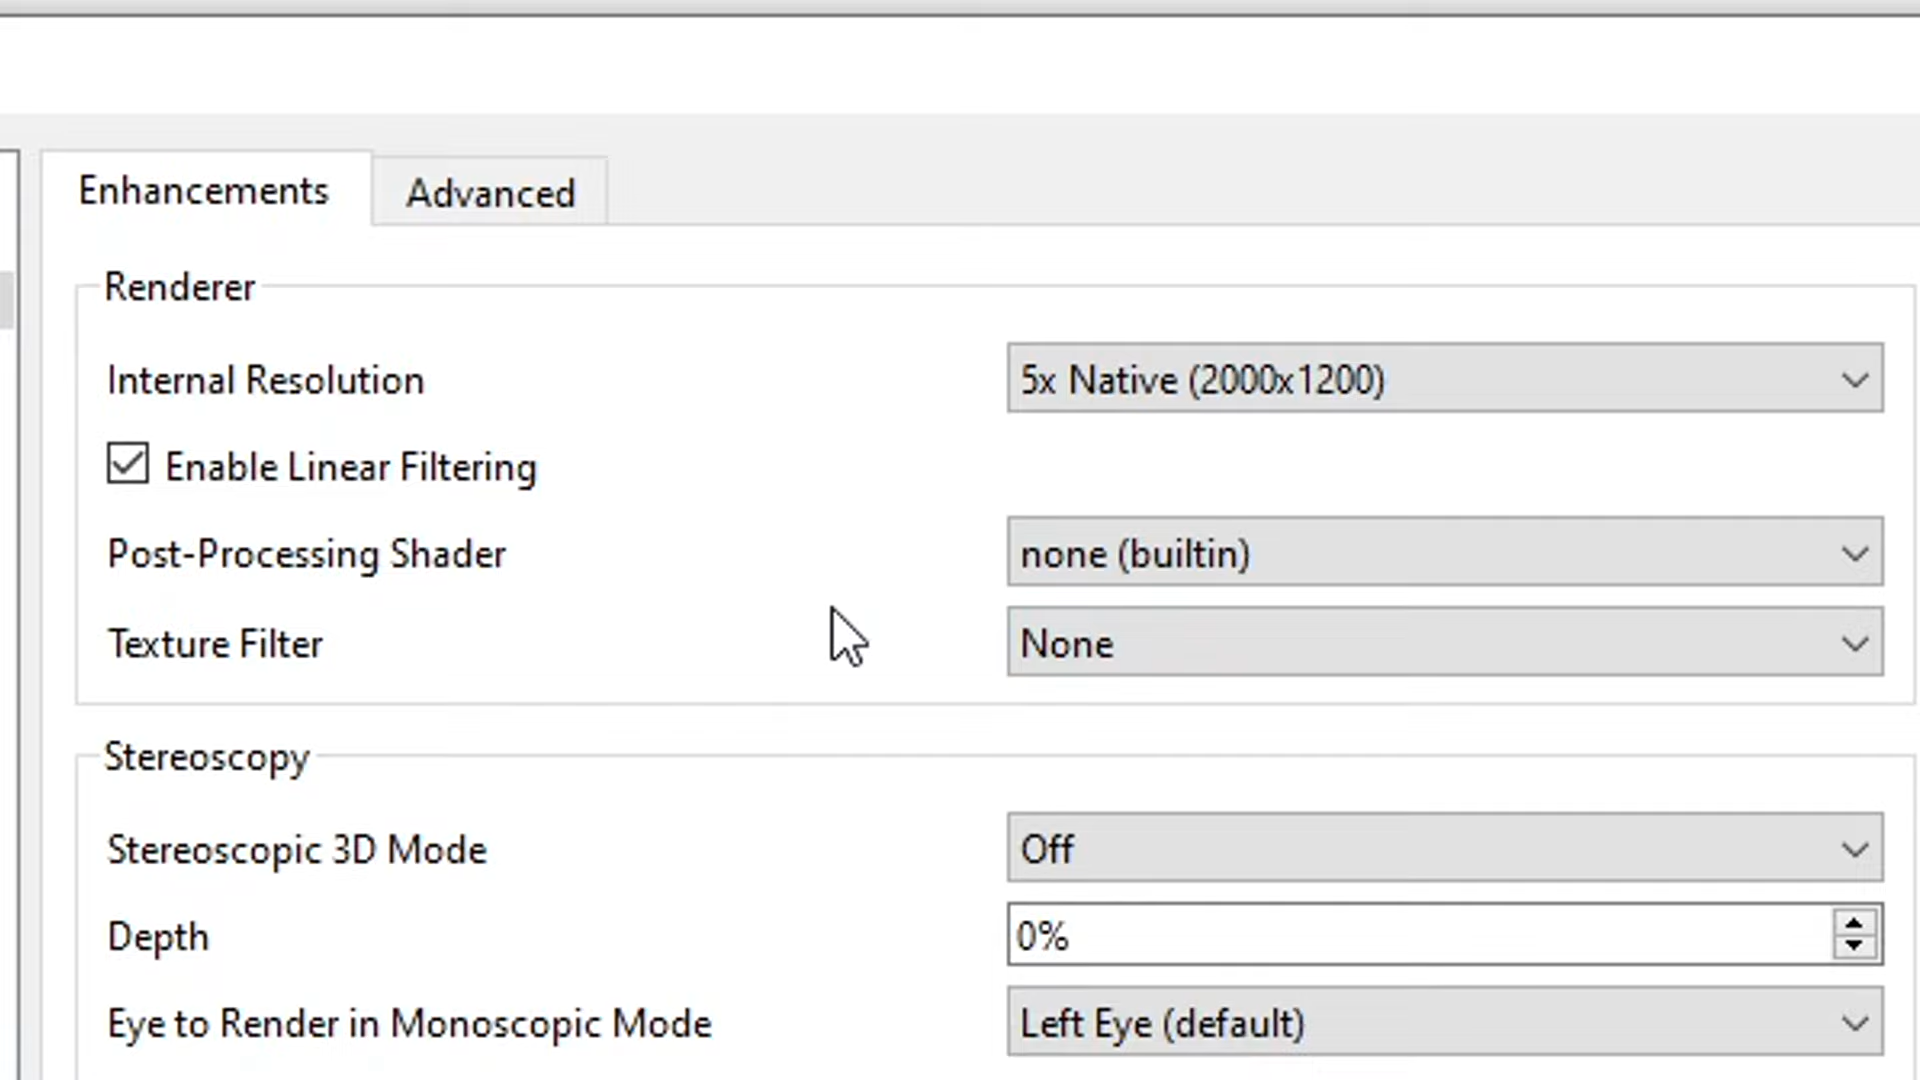 Enhancements Advanced
Renderer
Internal Resolution 5x Native (2000x1200)
Enable Linear Filtering
Post-Processing Shader none (builtin)
Texture Filter None
Stereoscopy
Stereoscopic 3D Mode Off
Depth 0%
Eye to Render in Monoscopic Mode Left Eye (default)